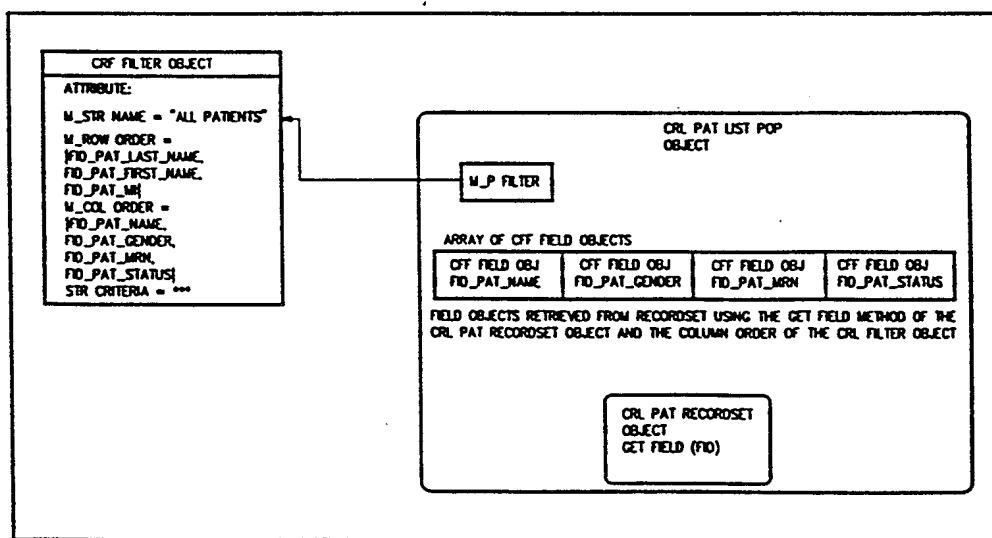 CRF FILTER OBJECT
ATTRIBUTE:
M_STR NAME = "ALL PATIENTS"
M_ROW ORDER =
|FID_PAT_LAST_NAME,
FID_PAT_FIRST_NAME,
FID_PAT_MI|
M_COL ORDER =
|FID_PAT_NAME,
FID_PAT_GENDER,
FID_PAT_MRN,
FID_PAT_STATUS|
STR CRITERIA = """
CRL PAT LIST POP
OBJECT
M_P FILTER
ARRAY OF CFF FIELD OBJECTS
CFF FIELD OBJ CFF FIELD OBJ CFF FIELD OBJ CFF FIELD OBJ
FID_PAT_NAME FID_PAT_GENDER FID_PAT_MRN FID_PAT_STATUS
FIELD OBJECTS RETRIEVED FROM RECORDSET USING THE GET FIELD METHOD OF THE
CRL PAT RECORDSET OBJECT AND THE COLUMN ORDER OF THE CRL FILTER OBJECT
CRL PAT RECORDSET
OBJECT
GET FIELD (FID)